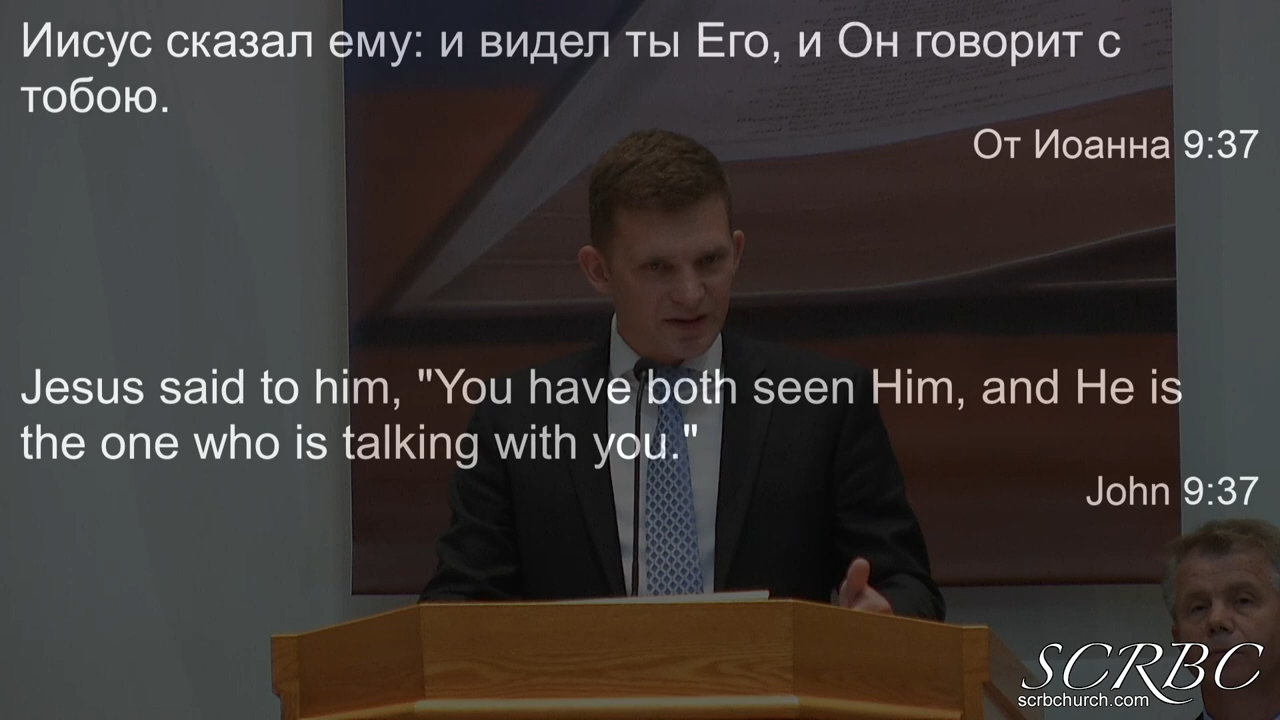 Иисус сказал ему: и видел ты Его, и Он говорит с
тобою.
От Иоанна 9:37
Jesus said to him, "You have both seen Him, and He is
the one who is talking with you."
John 9:37
SCRBC
scrbchurch.com